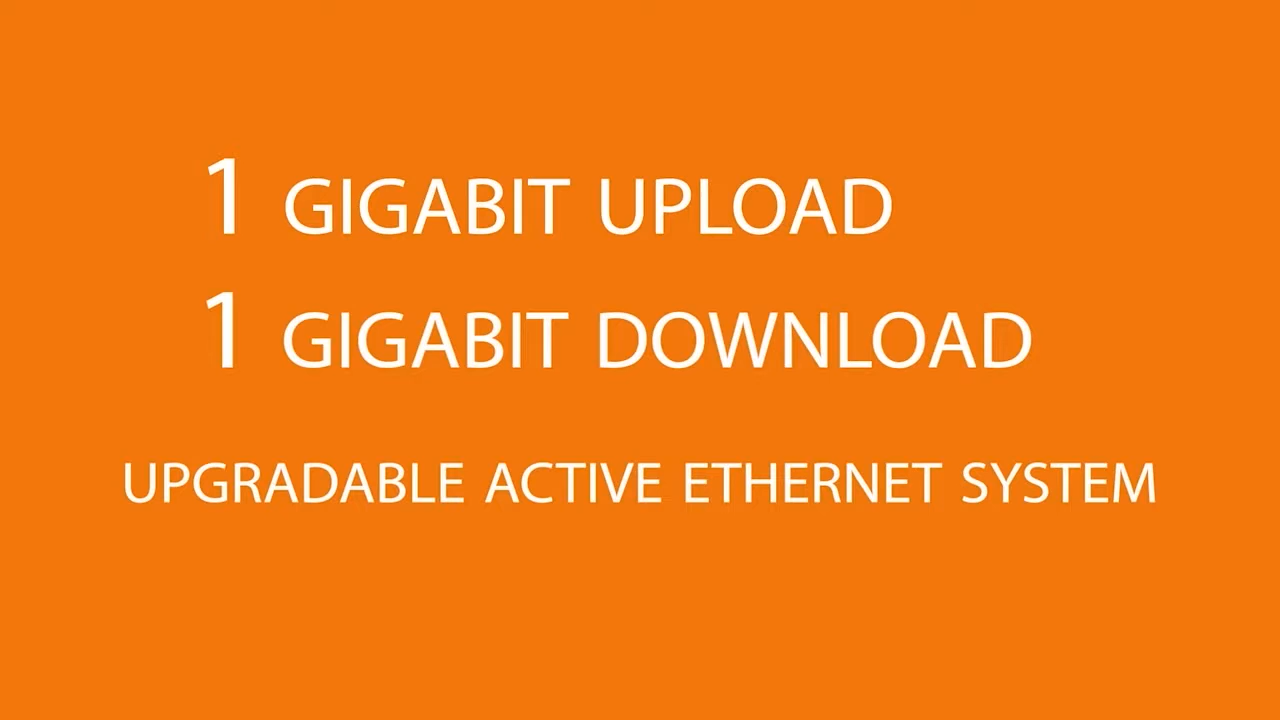 1 GIGABIT UPLOAD
1 GIGABIT DOWNLOAD
UPGRADABLE ACTIVE ETHERNET SYSTEM